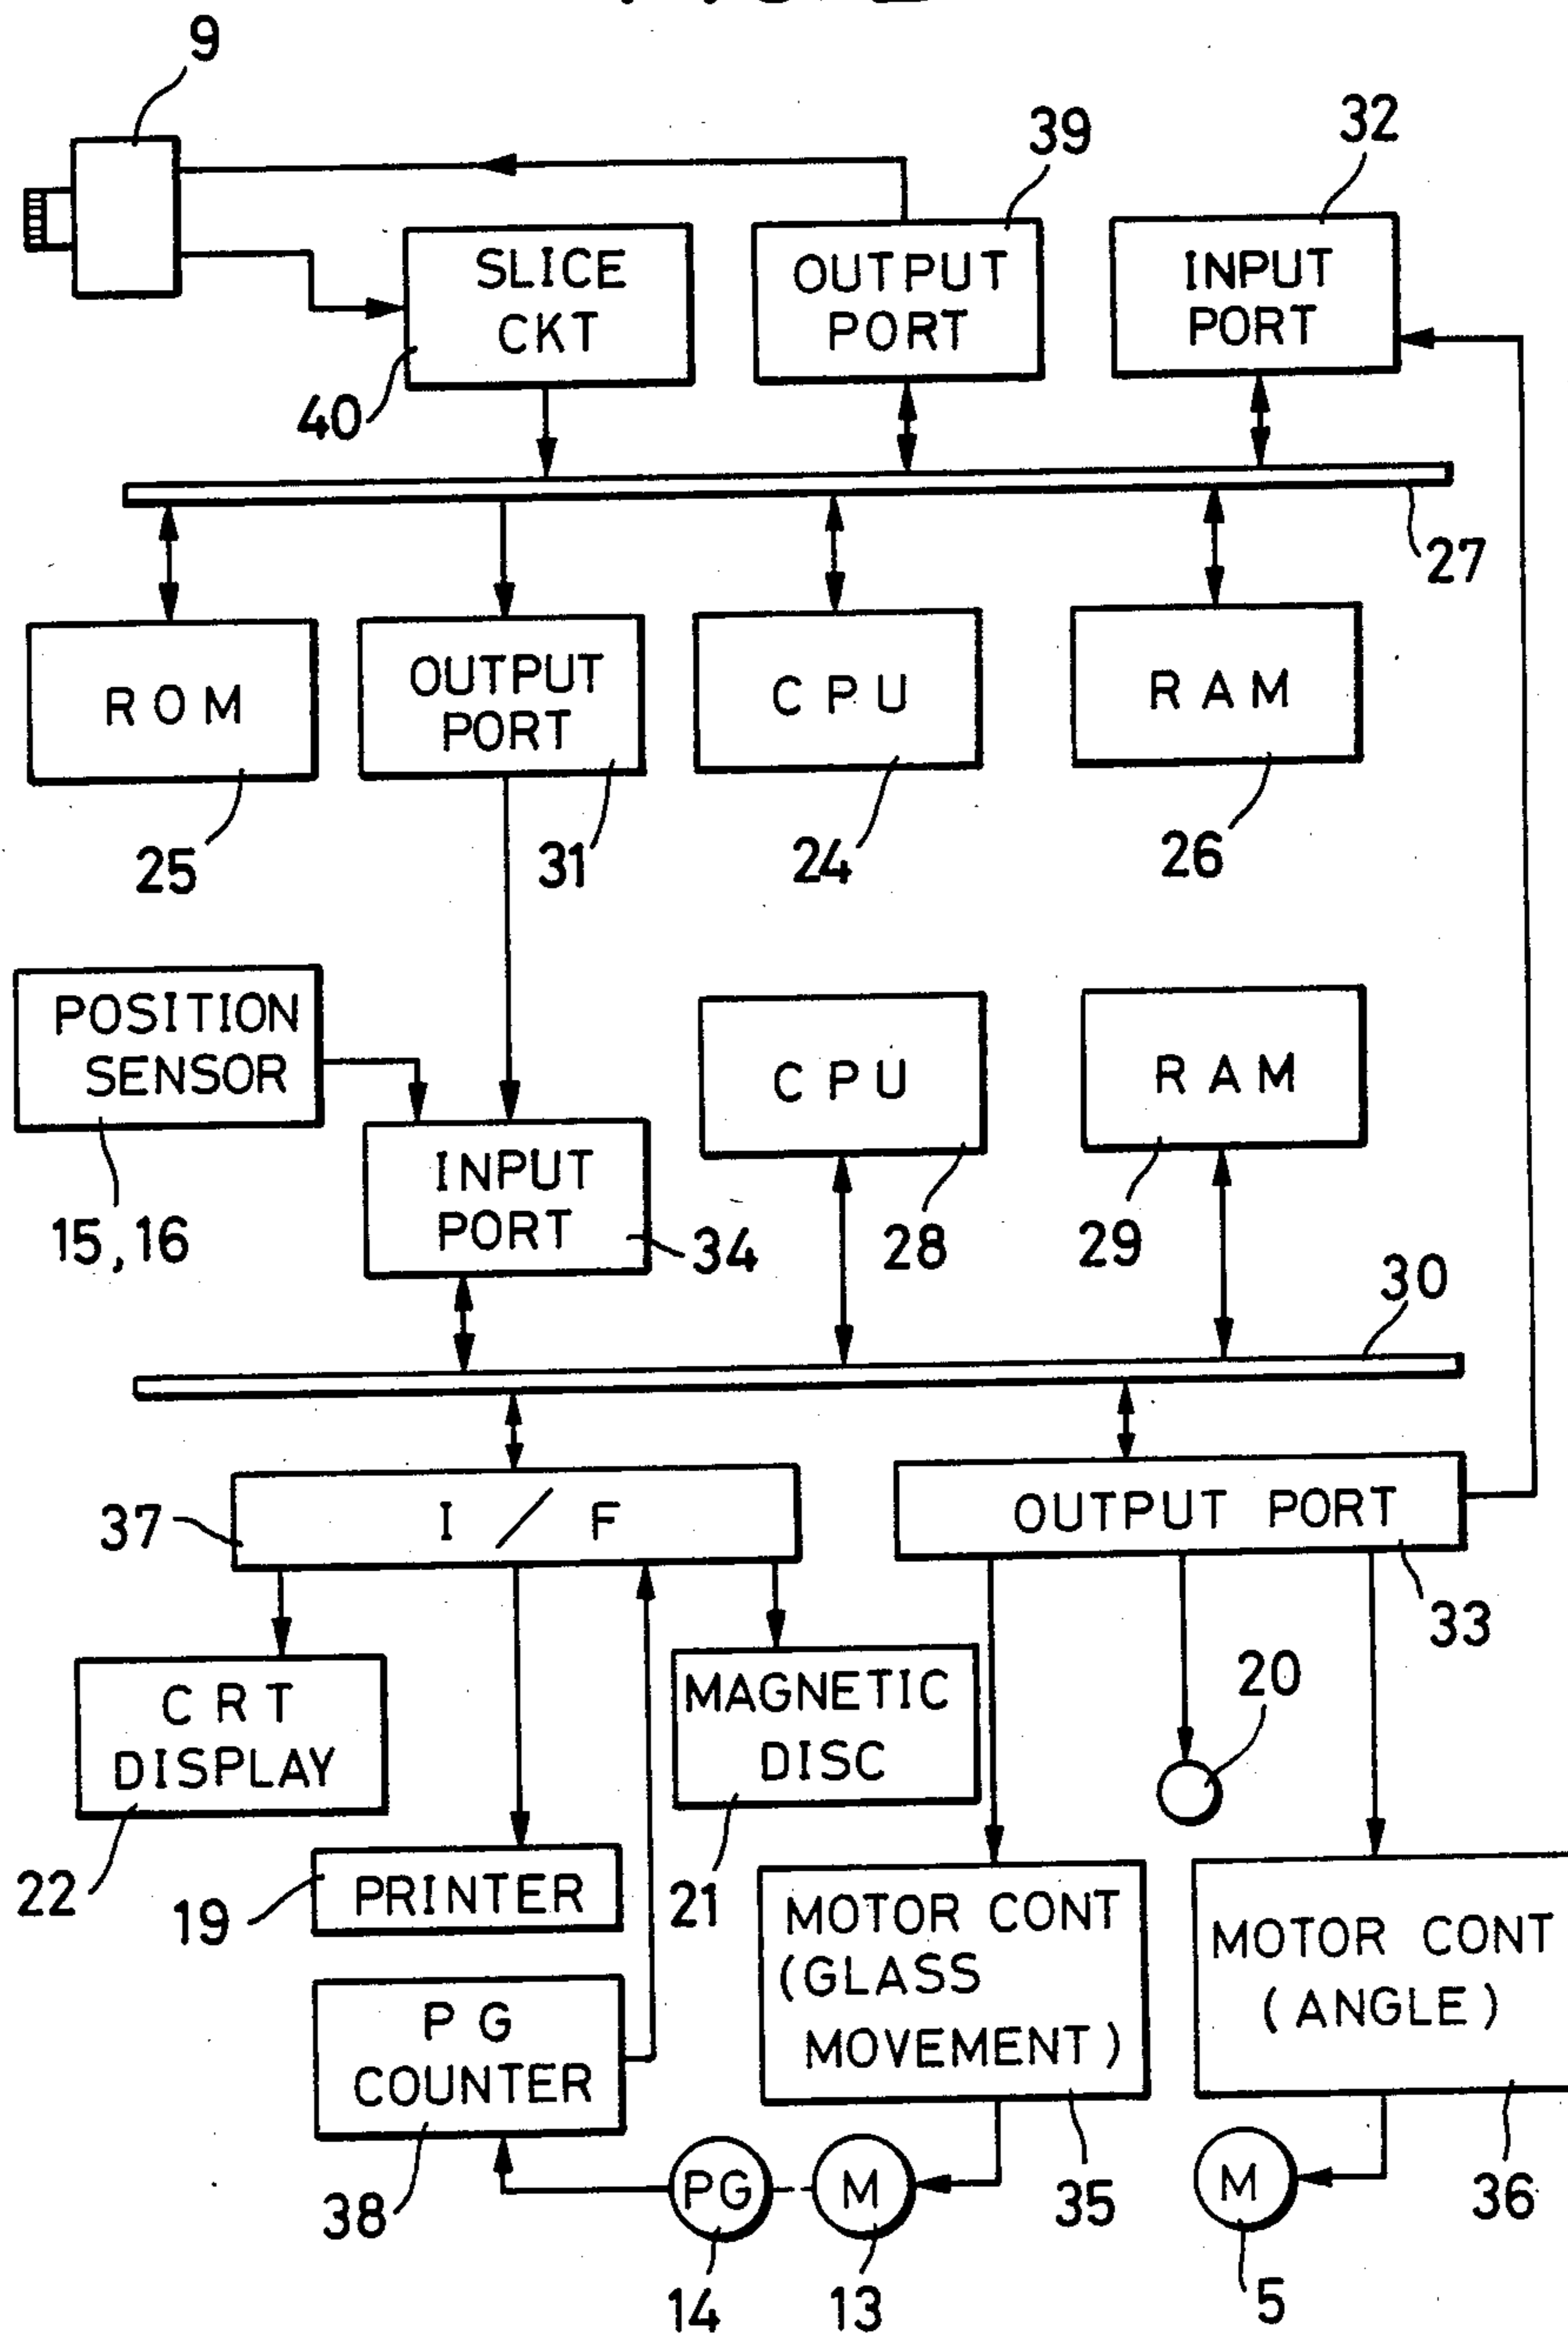 9
39
32
SLICE
CKT
OUTPUT
PORT
INPUT
PORT
40
27
ROM
OUTPUT
PORT
CPU
RAM
25
31
24
26
POSITION
SENSOR
CPU
RAM
INPUT
PORT
15,16
34
28
29
30
37
I/F
OUTPUT PORT
33
20
CRT
DISPLAY
MAGNETIC
DISC
22
19
PRINTER
21
MOTOR CONT
(GLASS
MOVEMENT)
MOTOR CONT
(ANGLE)
PG
COUNTER
38
PG
M
35
M
36
14
13
5